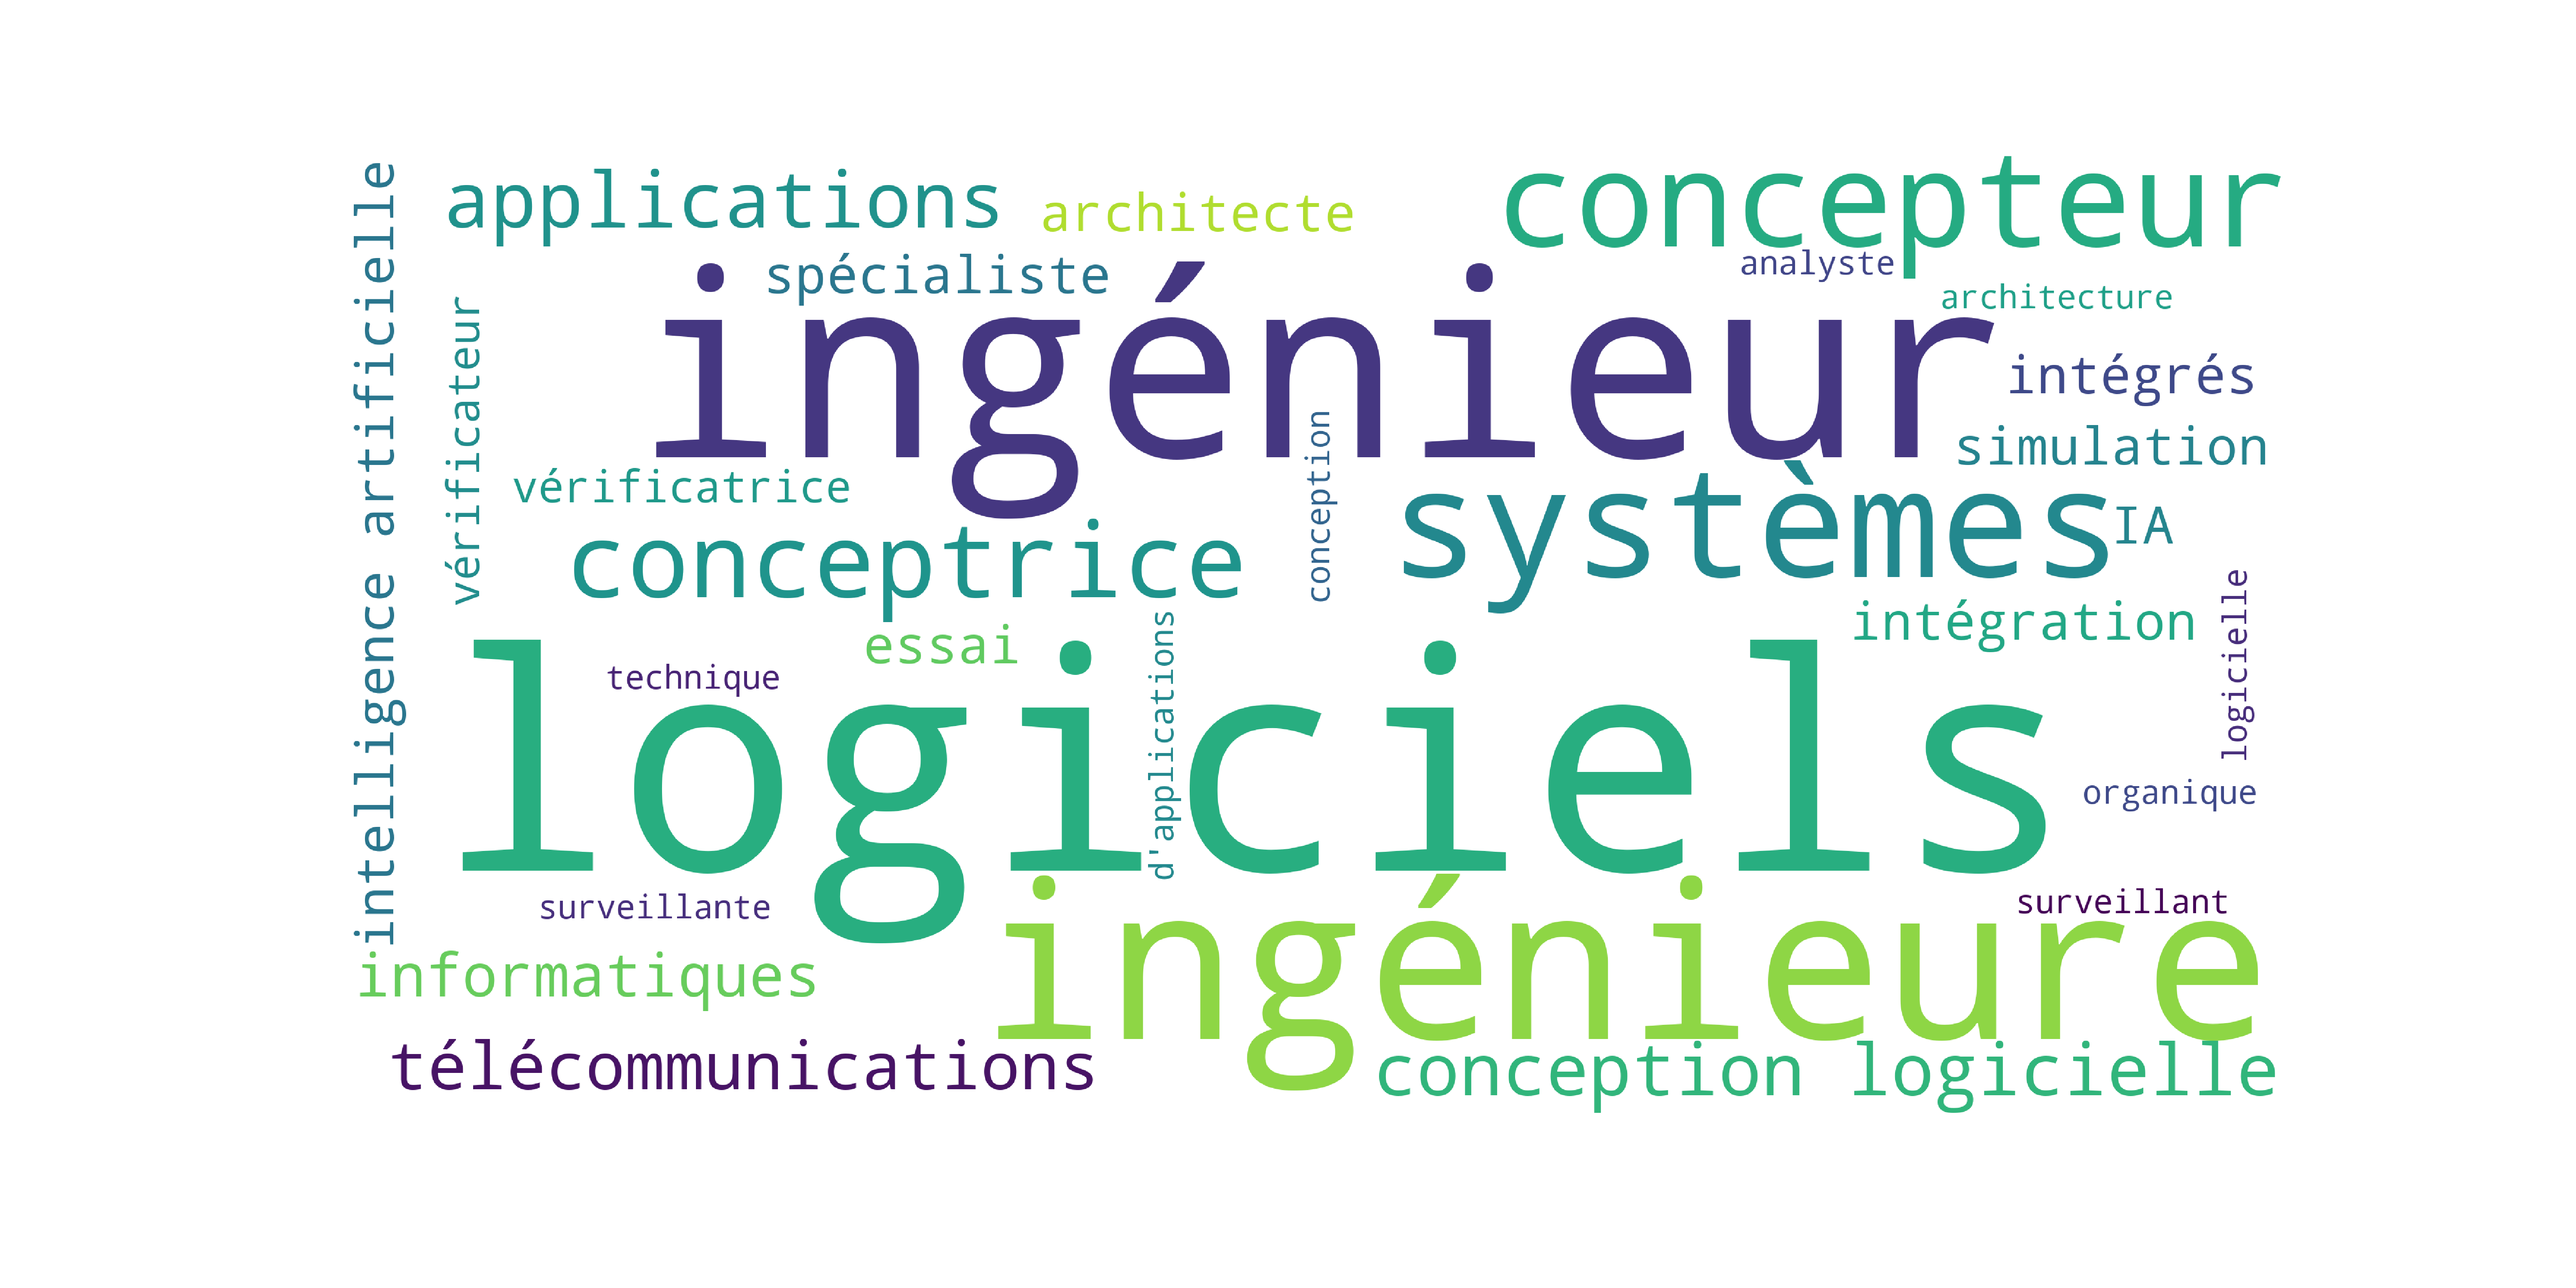 intelligence artificielle
applications
architecte
concepteur
spécialiste
analyste
architecture
vérificateur
ingénieur
intégrés
simulation
vérificatrice
conception
systèmes
IA
conceptrice
intégration
essai
logicielle
technique
d'applications
logiciels
organique
surveillante
surveillant
informatiques
ingénieure
télécommunications
conception logicielle